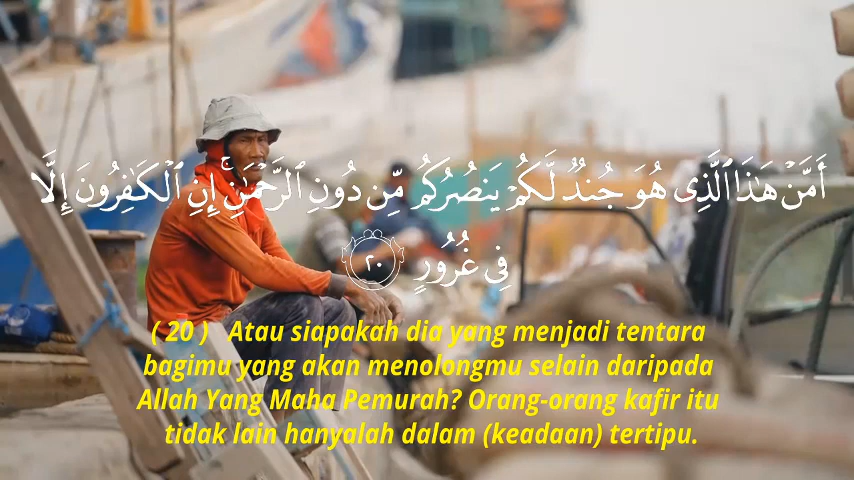 أَمَّنْ هَٰذَا ٱلَّذِى هُوَ جُندٌ لَّكُمْ يَنصُرُكُم مِّن دُونِ ٱلرَّحْمَٰنِ ۚ إِنِ ٱلْكَٰفِرُونَ إِلَّا
فِى غُرُورٍ ٢٠
( 20 ) Atau siapakah dia yang menjadi tentara
bagimu yang akan menolongmu selain daripada
Allah Yang Maha Pemurah? Orang-orang kafir itu
tidak lain hanyalah dalam (keadaan) tertipu.